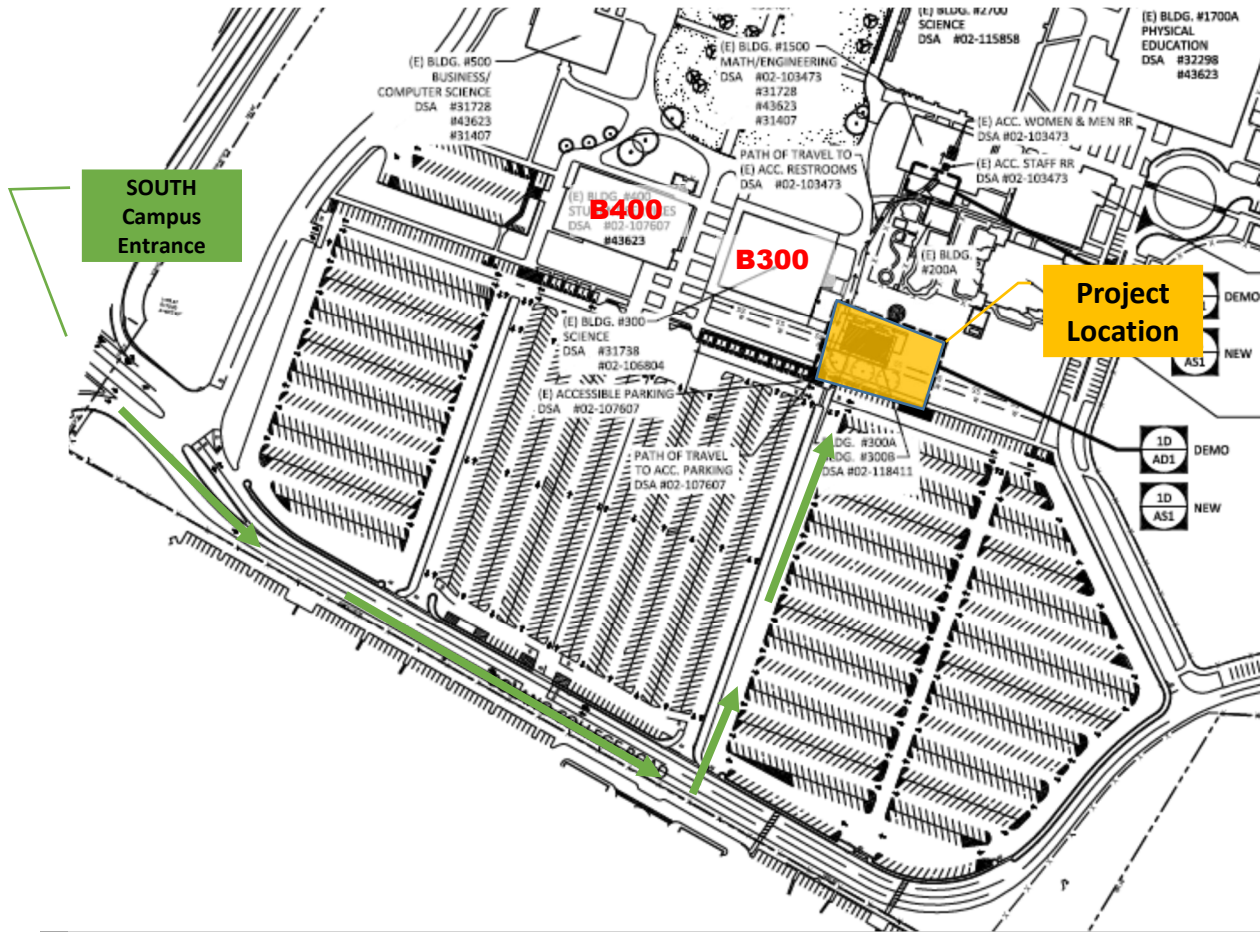 (E) BLDG. #500
BUSINESS/
COMPUTER SCIENCE
DSA #31728
#43623
#31407
(E) BLDG. #1500
MATH/ENGINEERING
DSA #02-103473
#31728
#43623
#31407
(E) BLDG. #2700
SCIENCE
DSA #02-115858
(E) BLDG. #1700A
PHYSICAL
EDUCATION
DSA #32298
#43623
(E) ACC. WOMEN & MEN RR
DSA #02-103473
(E) ACC. STAFF RR
DSA #02-103473
PATH OF TRAVEL TO
(E) ACC. RESTROOMS
DSA #02-103473
SOUTH
Campus
Entrance
(E) BLDG.
DSA #02-107607
#43623
B400
B300
(E) BLDG.
#200A
Project
Location
DEMO
NEW
AS1
(E) BLDG. #300
SCIENCE
DSA #31738
#02-106804
(E) ACCESSIBLE PARKING
DSA #02-107607
PATH OF TRAVEL
TO ACC. PARKING
DSA #02-107607
BLDG. #300A
BLDG. #300B
DSA #02-118411
1D
AD1
DEMO
1D
AS1
NEW
COLLEGE